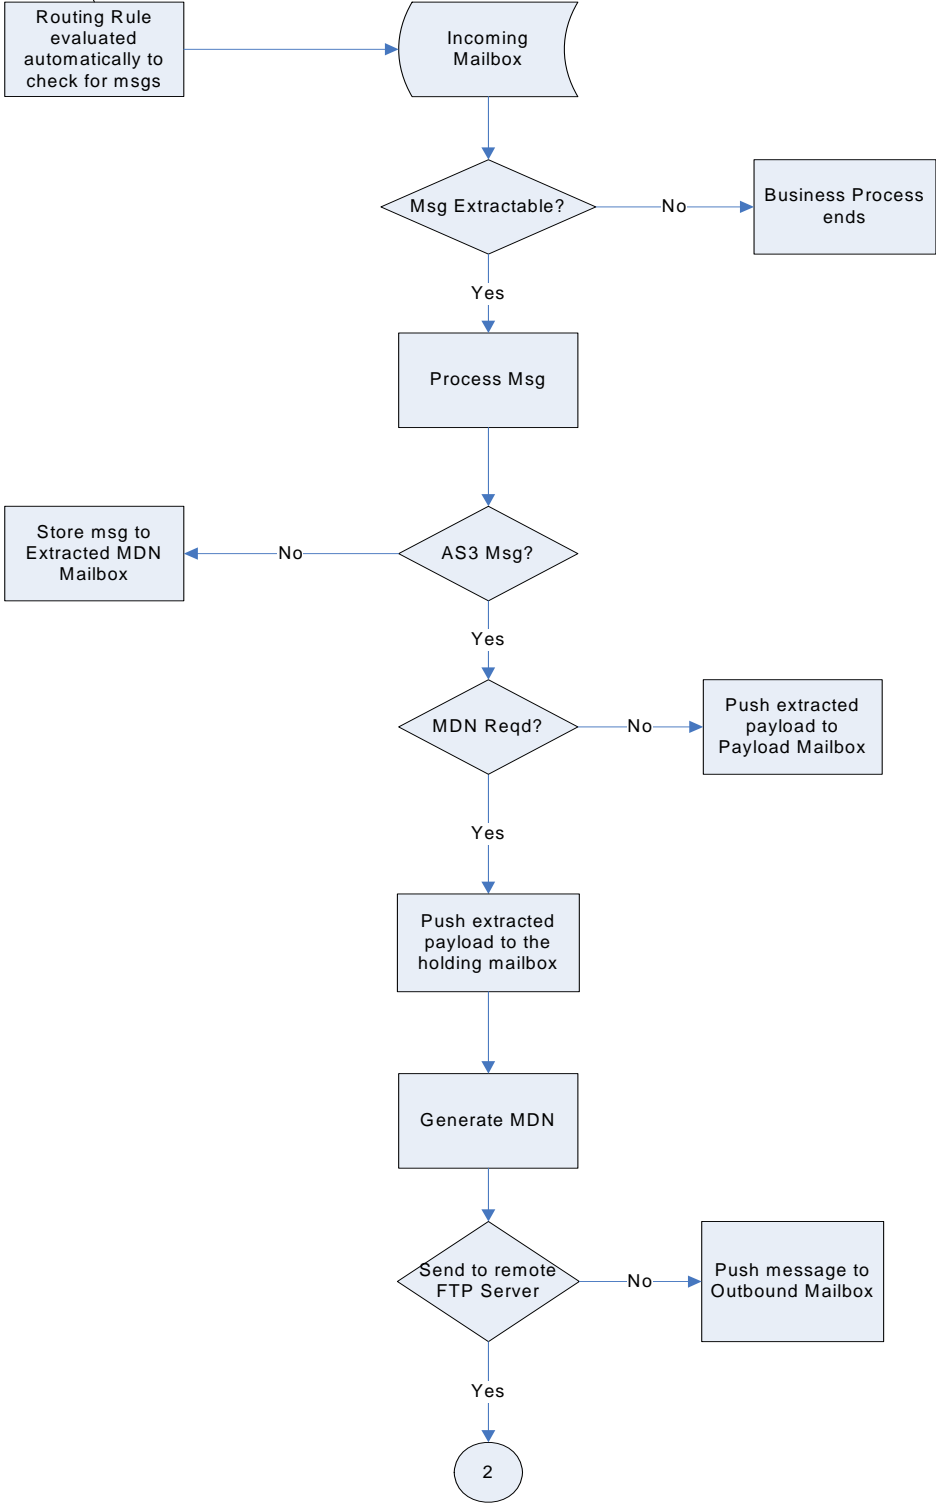 Routing Rule
evaluated
automatically to
check for msgs
Incoming
Mailbox
Msg Extractable?
No
Business Process
ends
Yes
Process Msg
Store msg to
Extracted MDN
Mailbox
No
AS3 Msg?
Yes
MDN Reqd?
No
Push extracted
payload to
Payload Mailbox
Yes
Push extracted
payload to the
holding mailbox
Generate MDN
Send to remote
FTP Server
No
Push message to
Outbound Mailbox
Yes
2